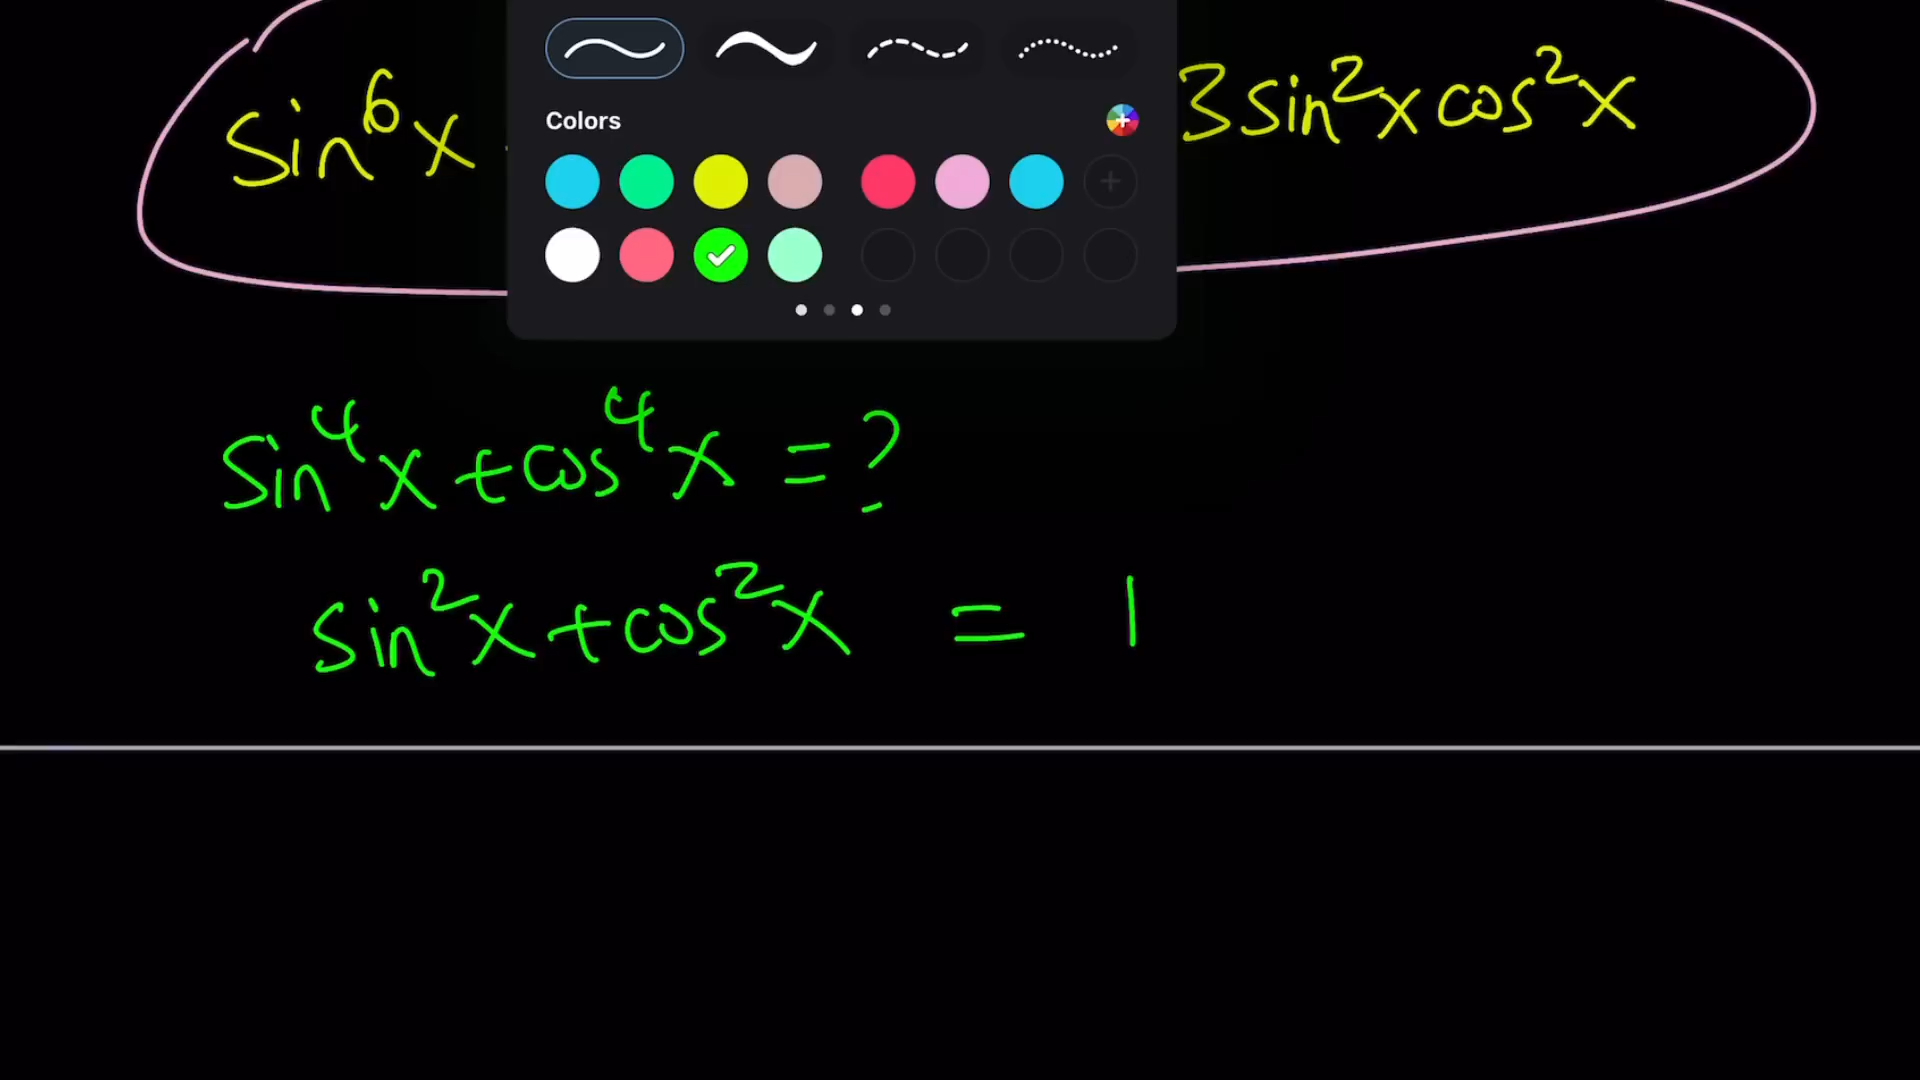 sin⁶x
3sin²x cos²x
Colors
sin⁴x + cos⁴x = ?
sin²x + cos²x = 1